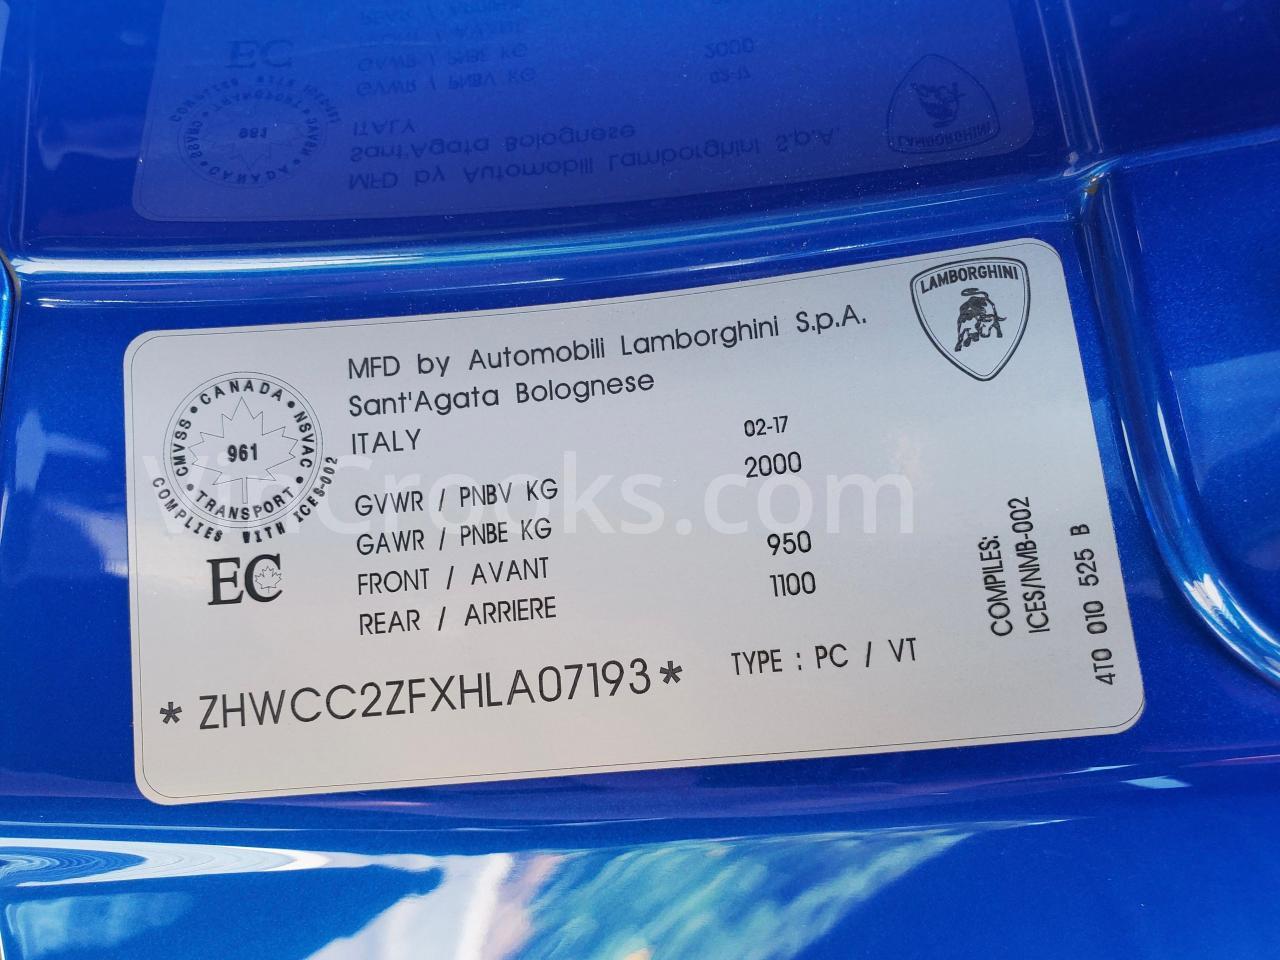 MFD by Automobili Lamborghini S.p.A.
Sant'Agata Bolognese
ITALY
02-17
GVWR / PNBV KG 2000
GAWR / PNBE KG
FRONT / AVANT 950
REAR / ARRIERE 1100
*ZHWCC2ZFXHLA07193*
TYPE : PC / VT
LAMBORGHINI
CANADA • NSVAC • TRANSPORT • CMVSS •
961
COMPLIES WITH ICES-002
EC
COMPILES:
ICES/NMB-002
4T0 010 525 B
VinCrooks.com